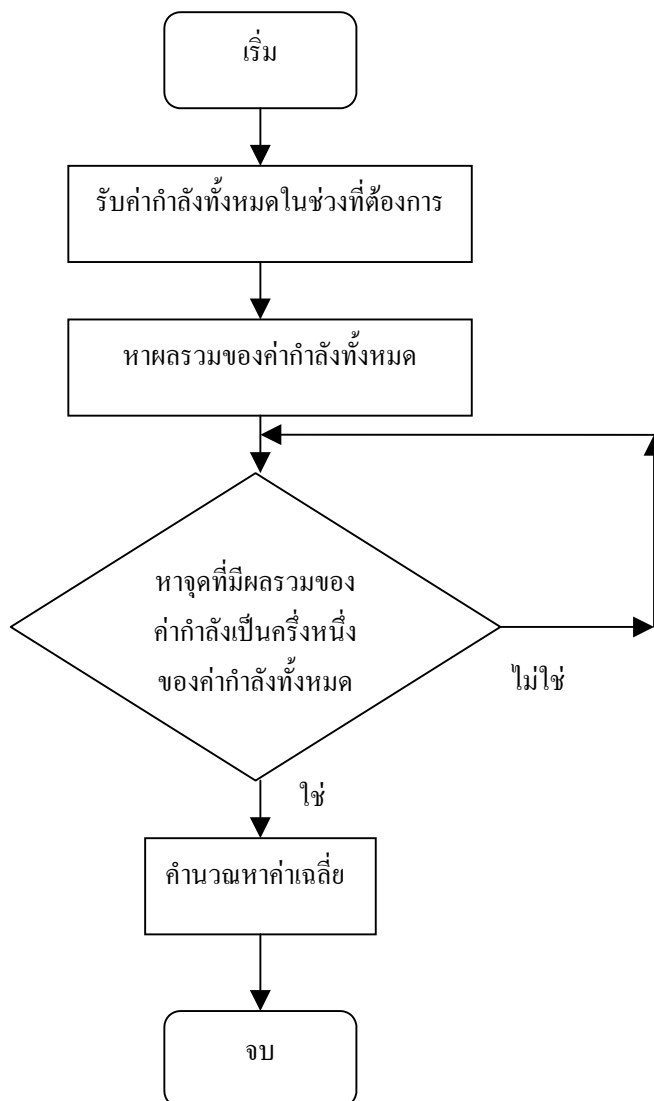 เริ่ม
รับค่ากำลังทั้งหมดในช่วงที่ต้องการ
หาผลรวมของค่ากำลังทั้งหมด
หาจุดที่มีผลรวมของ
ค่ากำลังเป็นครึ่งหนึ่ง
ของค่ากำลังทั้งหมด
ไม่ใช่
ใช่
คำนวณหาค่าเฉลี่ย
จบ